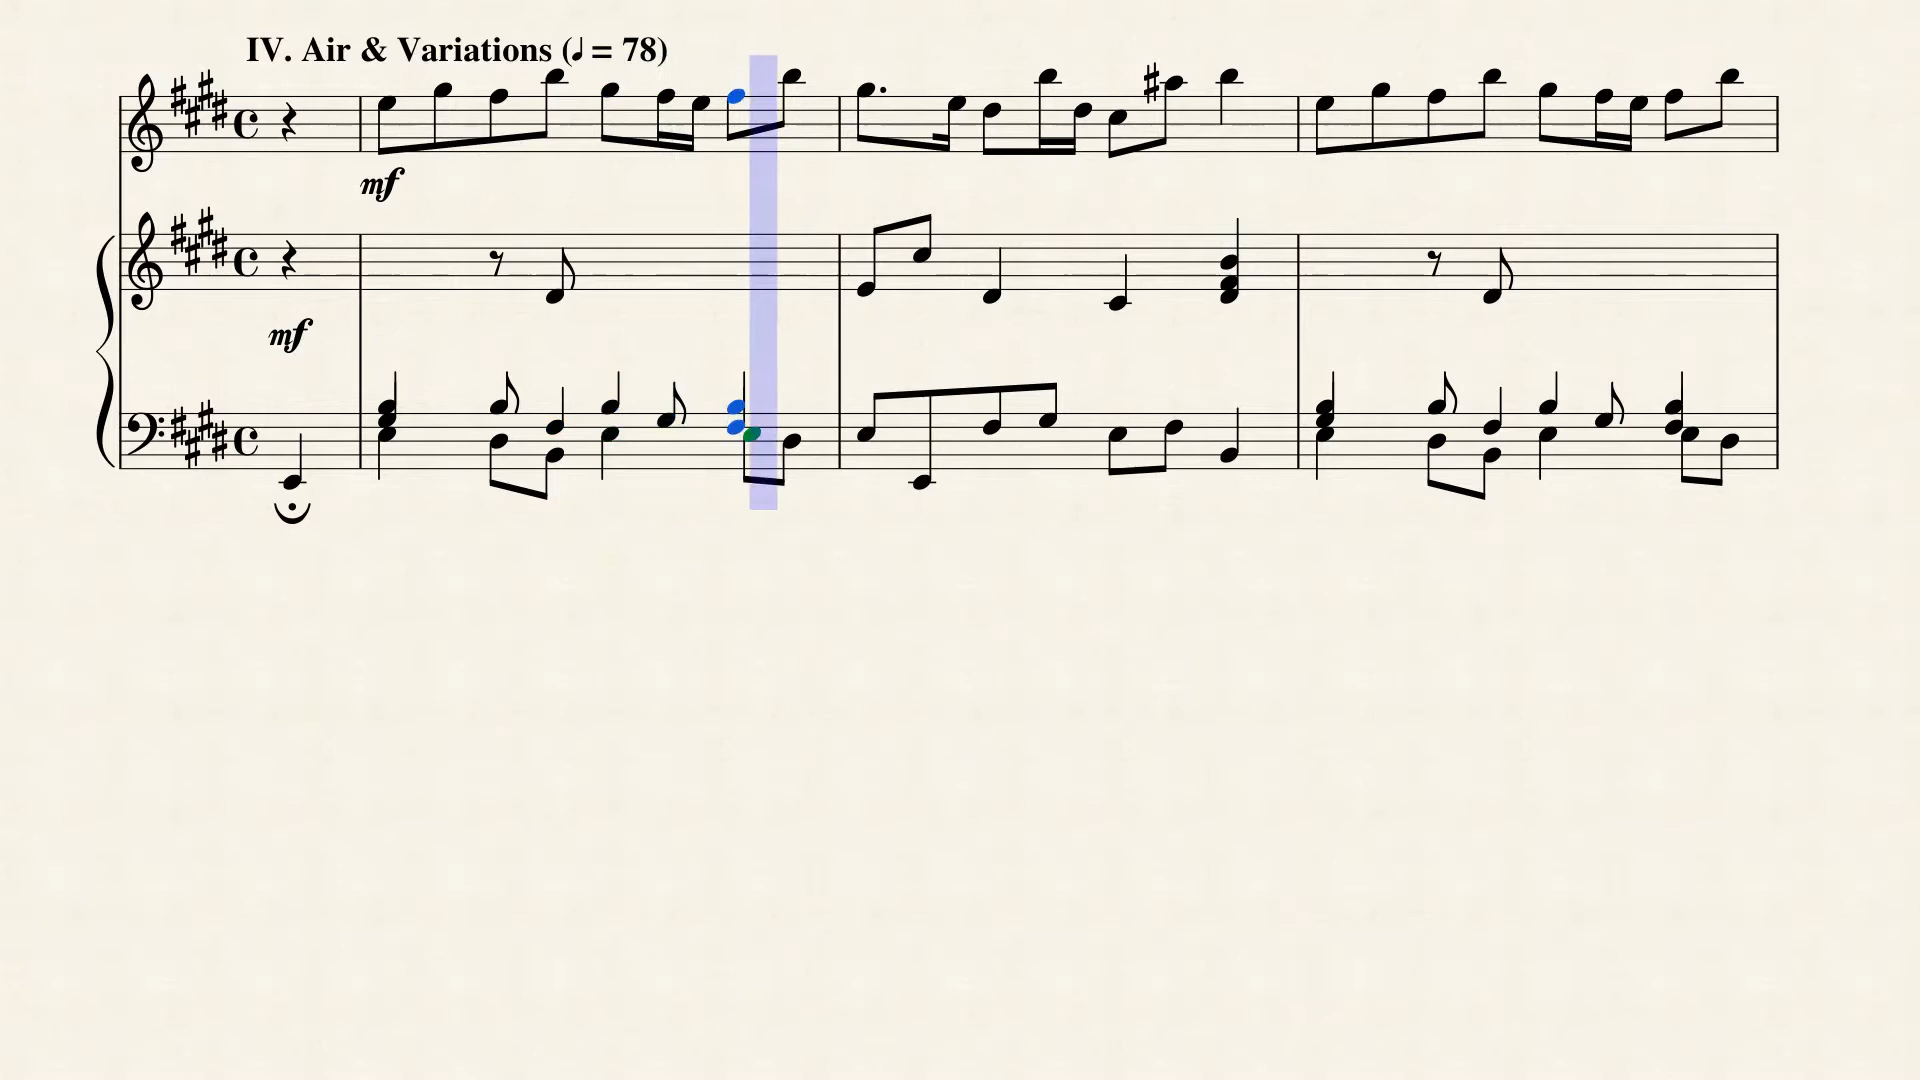 IV. Air & Variations (♩ = 78)
mf
mf